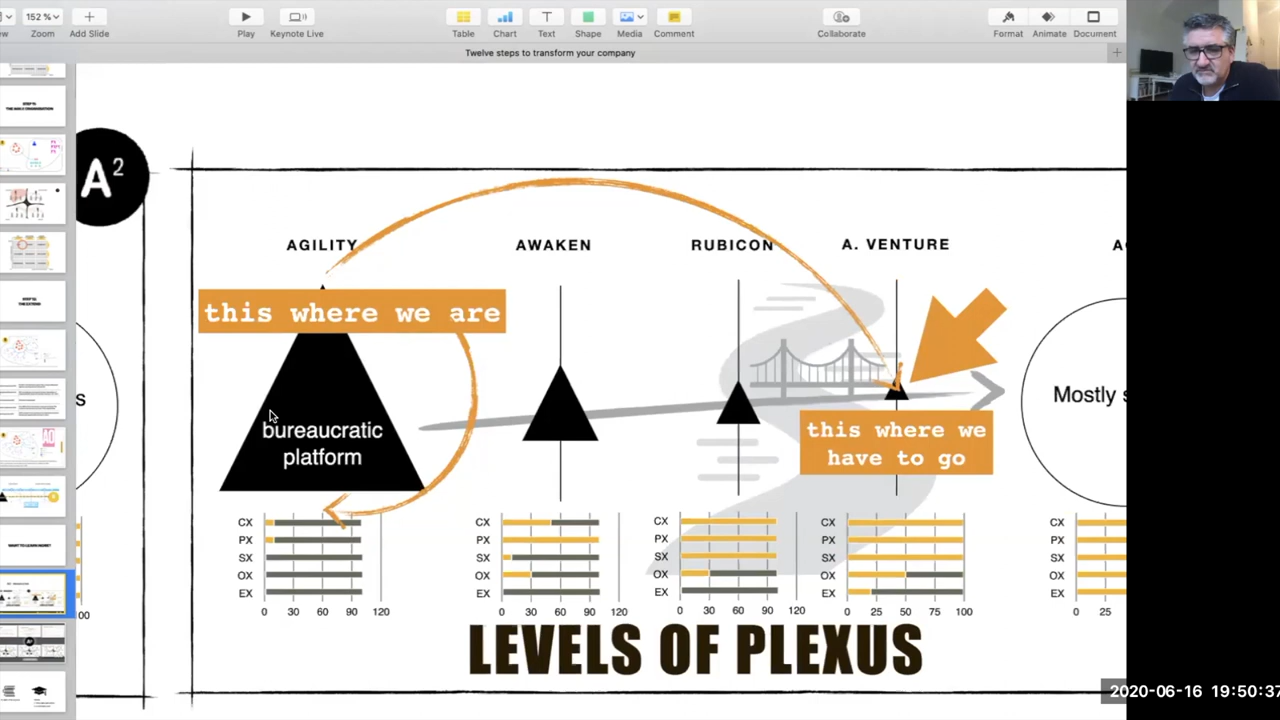 152 %
Zoom
Add Slide
Play
Keynote Live
Table
Chart
Text
Shape
Media
Comment
Collaborate
Format
Animate
Document
Twelve steps to transform your company
A²
AGILITY
AWAKEN
RUBICON
A. VENTURE
this where we are
bureaucratic
platform
this where we
have to go
Mostly s
s
CX
PX
SX
OX
EX
0 30 60 90 120
CX
PX
SX
OX
EX
0 30 60 90 120
CX
PX
SX
OX
EX
0 30 60 90 120
CX
PX
SX
OX
EX
0 25 50 75 100
CX
PX
SX
OX
EX
0 25
00
LEVELS OF PLEXUS
WANT TO LEARN MORE?
2020-06-16 19:50:37